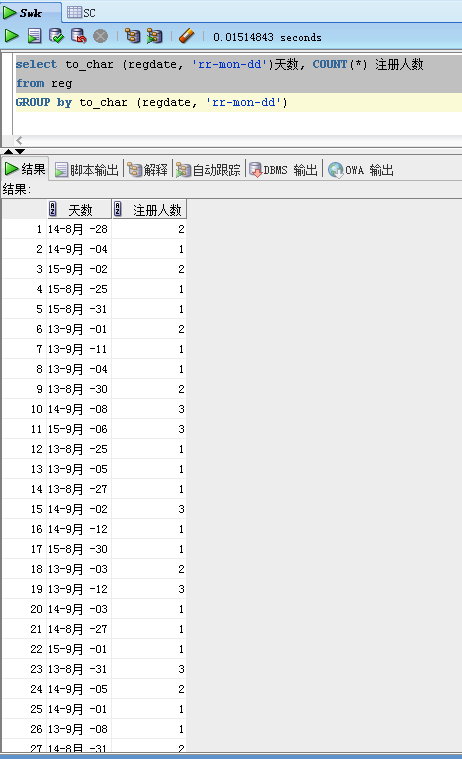 Swk SC
0.01514843 seconds
select to_char (regdate, 'rr-mon-dd')天数, COUNT(*) 注册人数
from reg
GROUP by to_char (regdate, 'rr-mon-dd')
结果 脚本输出 解释 自动跟踪 DBMS 输出 OWA 输出
结果:
天数 注册人数
1 14-8月 -28 2
2 14-9月 -04 1
3 15-9月 -02 2
4 15-8月 -25 1
5 15-8月 -31 1
6 13-9月 -01 2
7 13-9月 -11 1
8 13-9月 -04 1
9 13-8月 -30 2
10 14-9月 -08 3
11 15-9月 -06 3
12 13-8月 -25 1
13 13-9月 -05 1
14 13-8月 -27 1
15 14-9月 -02 3
16 14-9月 -12 1
17 15-8月 -30 1
18 13-9月 -03 2
19 13-9月 -12 3
20 14-9月 -03 1
21 14-8月 -27 1
22 15-9月 -01 1
23 13-8月 -31 3
24 14-9月 -05 2
25 14-9月 -01 1
26 13-9月 -08 1
27 14-8月 -31 2